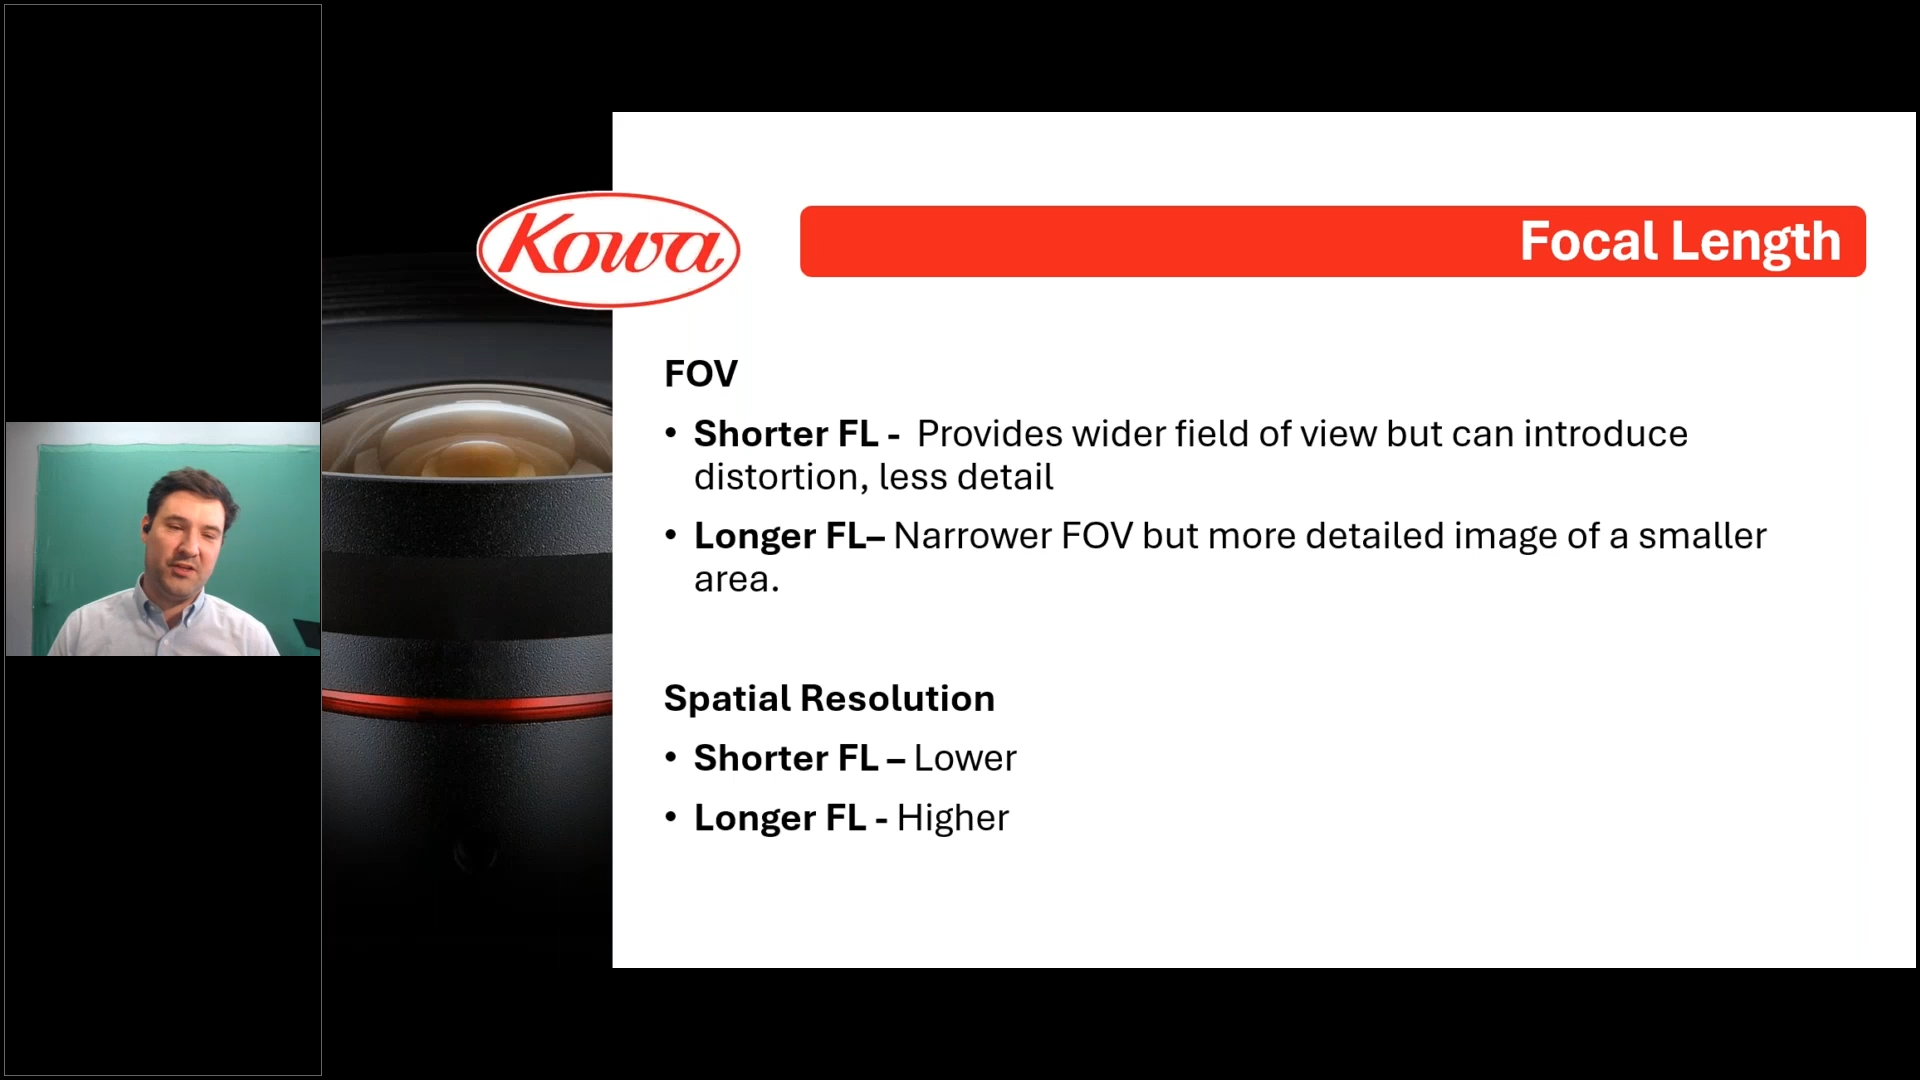 Kowa
Focal Length
FOV
• Shorter FL - Provides wider field of view but can introduce
distortion, less detail
• Longer FL– Narrower FOV but more detailed image of a smaller
area.
Spatial Resolution
• Shorter FL – Lower
• Longer FL - Higher